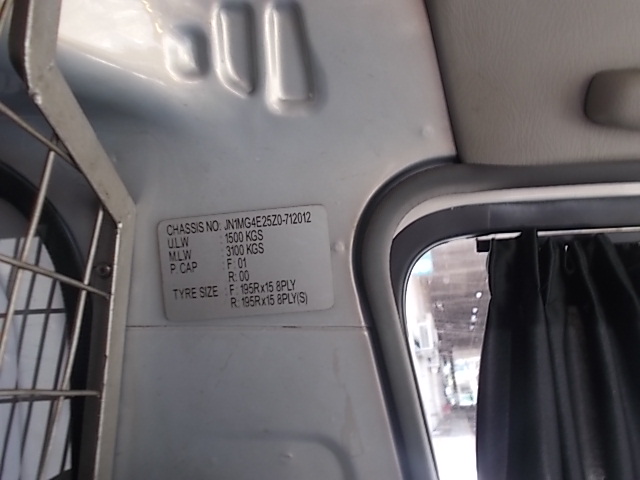 CHASSIS NO: JN1MG4E25Z0-712012
U.L.W : 1500 KGS
M.L.W : 3100 KGS
P. CAP : F: 01
R: 00
TYRE SIZE : F: 195Rx15 8PLY
R: 195Rx15 8PLY(S)